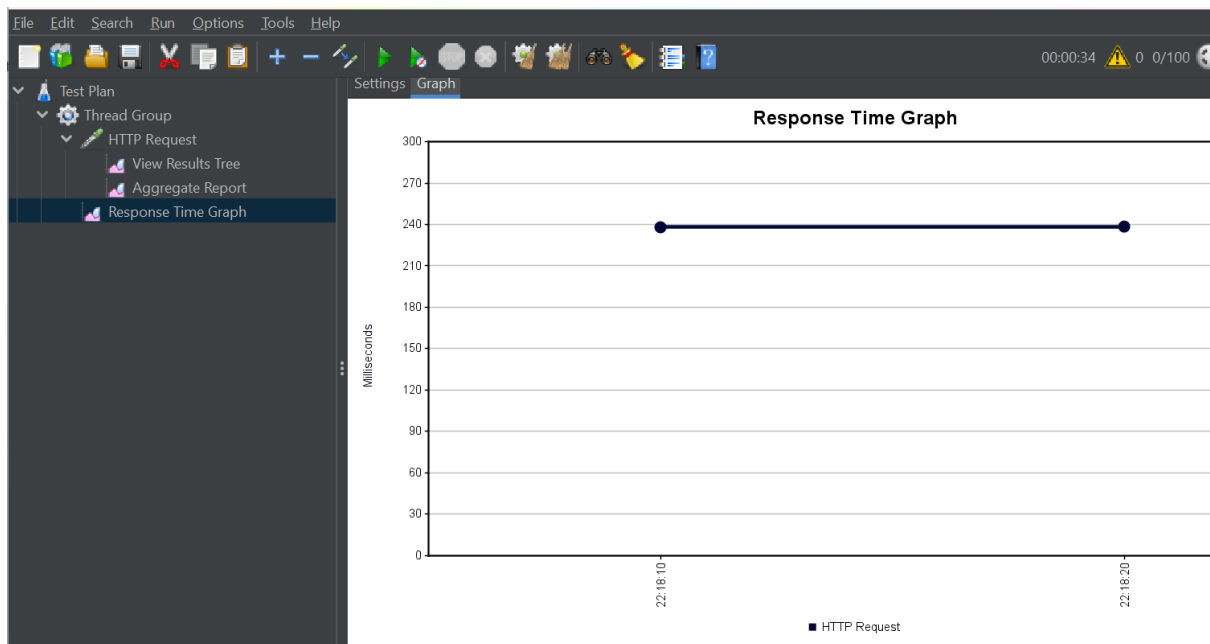 File Edit Search Run Options Tools Help
STOP
00:00:34 0 0/100
Test Plan
Thread Group
HTTP Request
View Results Tree
Aggregate Report
Response Time Graph
Settings Graph
Response Time Graph
Milliseconds
300
270
240
210
180
150
120
90
60
30
0
22:18:10
22:18:20
HTTP Request